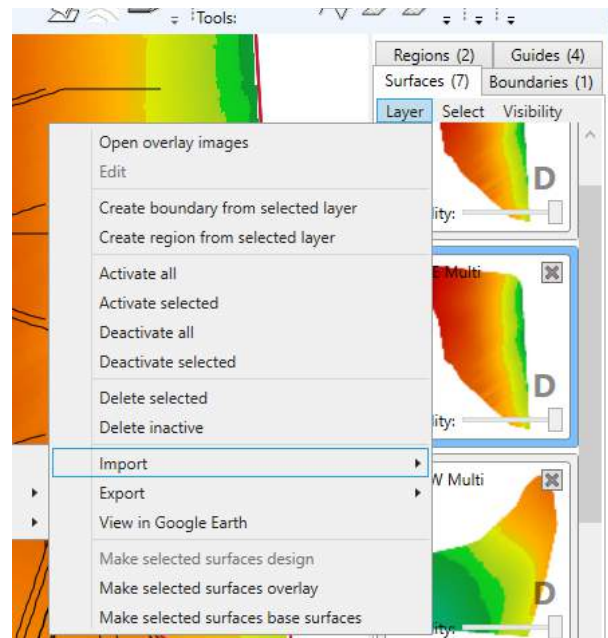 Tools:
Regions (2)
Guides (4)
Surfaces (7)
Boundaries (1)
Layer
Select
Visibility
Open overlay images
Edit
Create boundary from selected layer
Create region from selected layer
Activate all
Activate selected
Deactivate all
Deactivate selected
Delete selected
Delete inactive
Import
Export
View in Google Earth
Make selected surfaces design
Make selected surfaces overlay
Make selected surfaces base surfaces
D
lity:
E Multi
D
lity:
W Multi
D